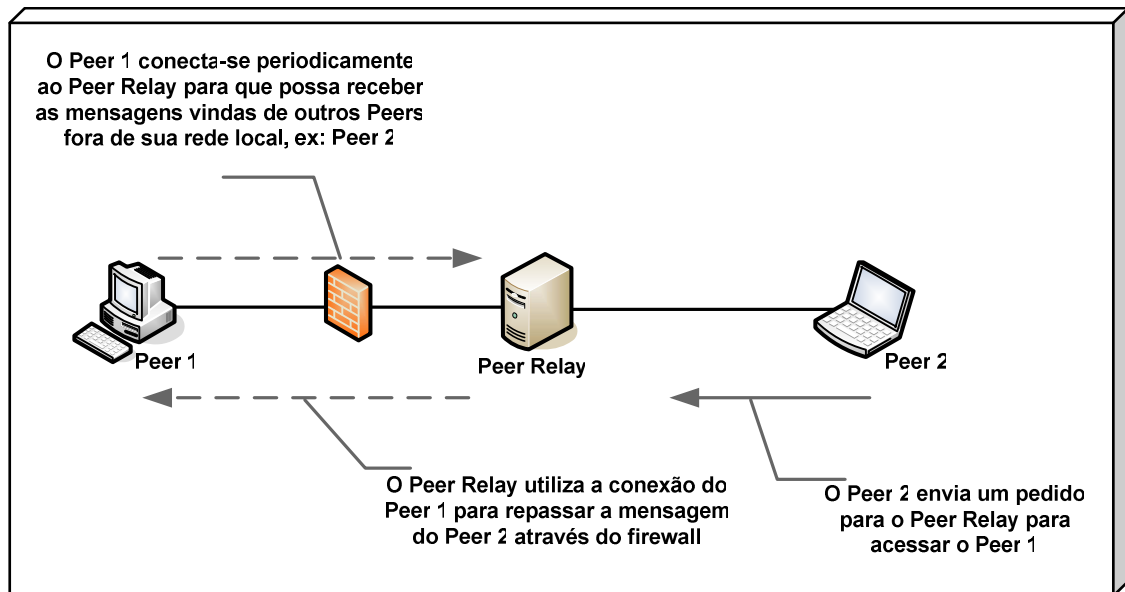 O Peer 1 conecta-se periodicamente
ao Peer Relay para que possa receber
as mensagens vindas de outros Peers
fora de sua rede local, ex: Peer 2
Peer 1
Peer Relay
Peer 2
O Peer Relay utiliza a conexão do
Peer 1 para repassar a mensagem
do Peer 2 através do firewall
O Peer 2 envia um pedido
para o Peer Relay para
acessar o Peer 1